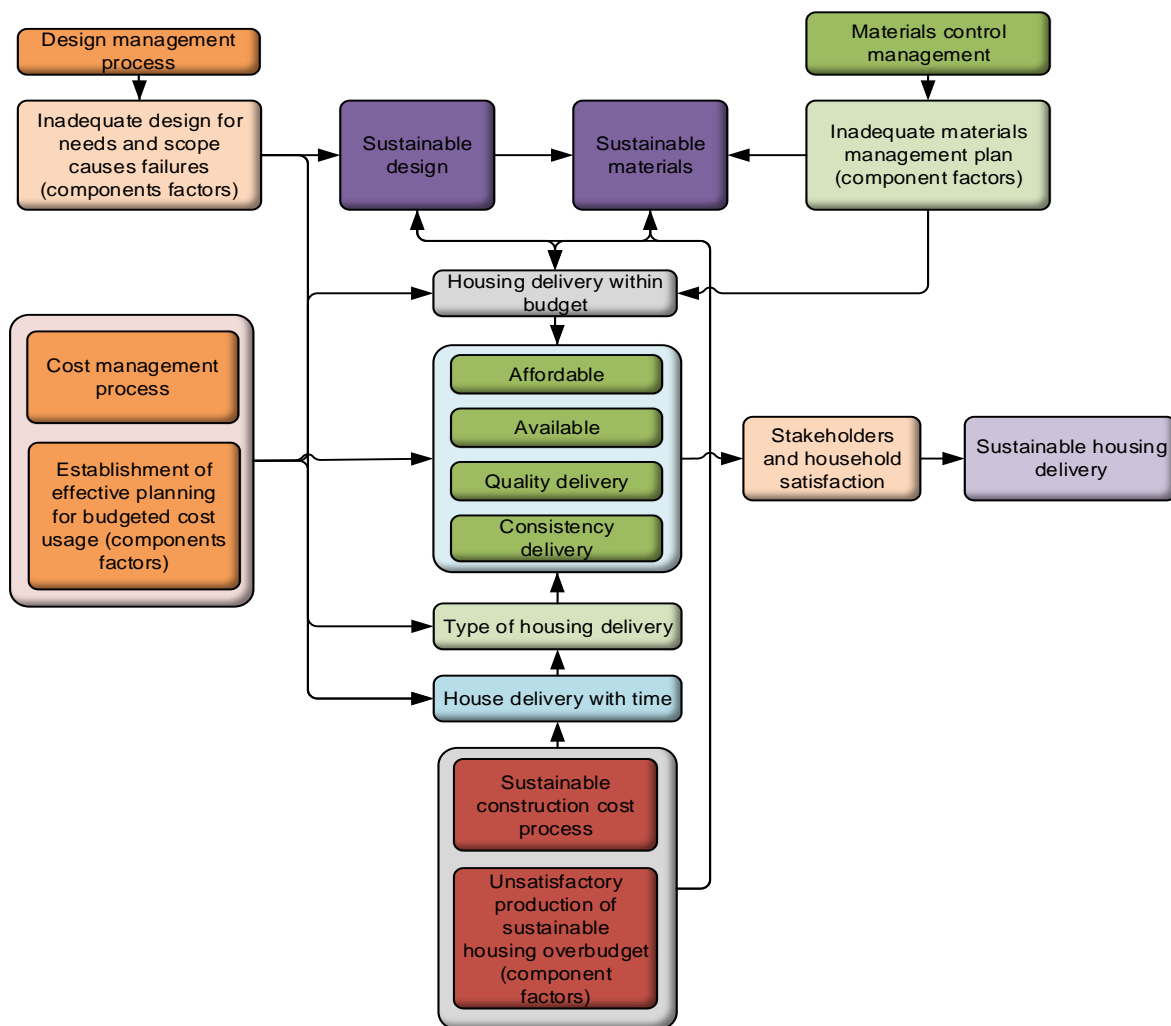 Design management
process
Materials control
management
Inadequate design for
needs and scope
causes failures
(components factors)
Sustainable
design
Sustainable
materials
Inadequate materials
management plan
(component factors)
Housing delivery within
budget
Cost management
process
Establishment of
effective planning
for budgeted cost
usage (components
factors)
Affordable
Available
Quality delivery
Consistency
delivery
Stakeholders
and household
satisfaction
Sustainable housing
delivery
Type of housing delivery
House delivery with time
Sustainable
construction cost
process
Unsatisfactory
production of
sustainable
housing overbudget
(component
factors)